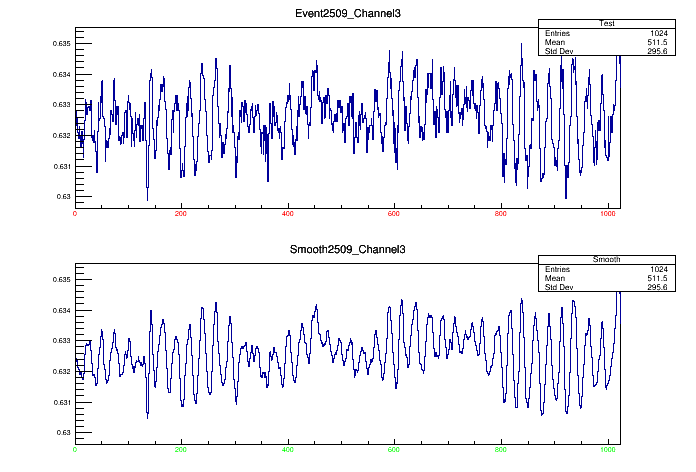 Event2509_Channel3
Test
Entries 1024
Mean 511.5
Std Dev 295.6
0.635
0.634
0.633
0.632
0.631
0.63
0 200 400 600 800 1000
Smooth2509_Channel3
Smooth
Entries 1024
Mean 511.5
Std Dev 295.6
0.635
0.634
0.633
0.632
0.631
0.63
0 200 400 600 800 1000